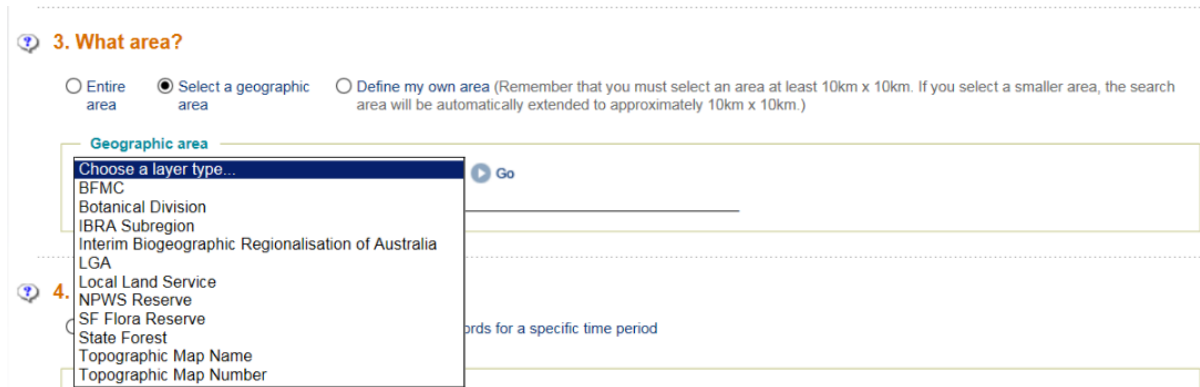 3. What area?
Entire area
Select a geographic area
Define my own area (Remember that you must select an area at least 10km x 10km. If you select a smaller area, the search
area will be automatically extended to approximately 10km x 10km.)
Geographic area
Choose a layer type...
Go
BFMC
Botanical Division
IBRA Subregion
Interim Biogeographic Regionalisation of Australia
LGA
Local Land Service
4.
NPWS Reserve
SF Flora Reserve
for a specific time period
State Forest
Topographic Map Name
Topographic Map Number